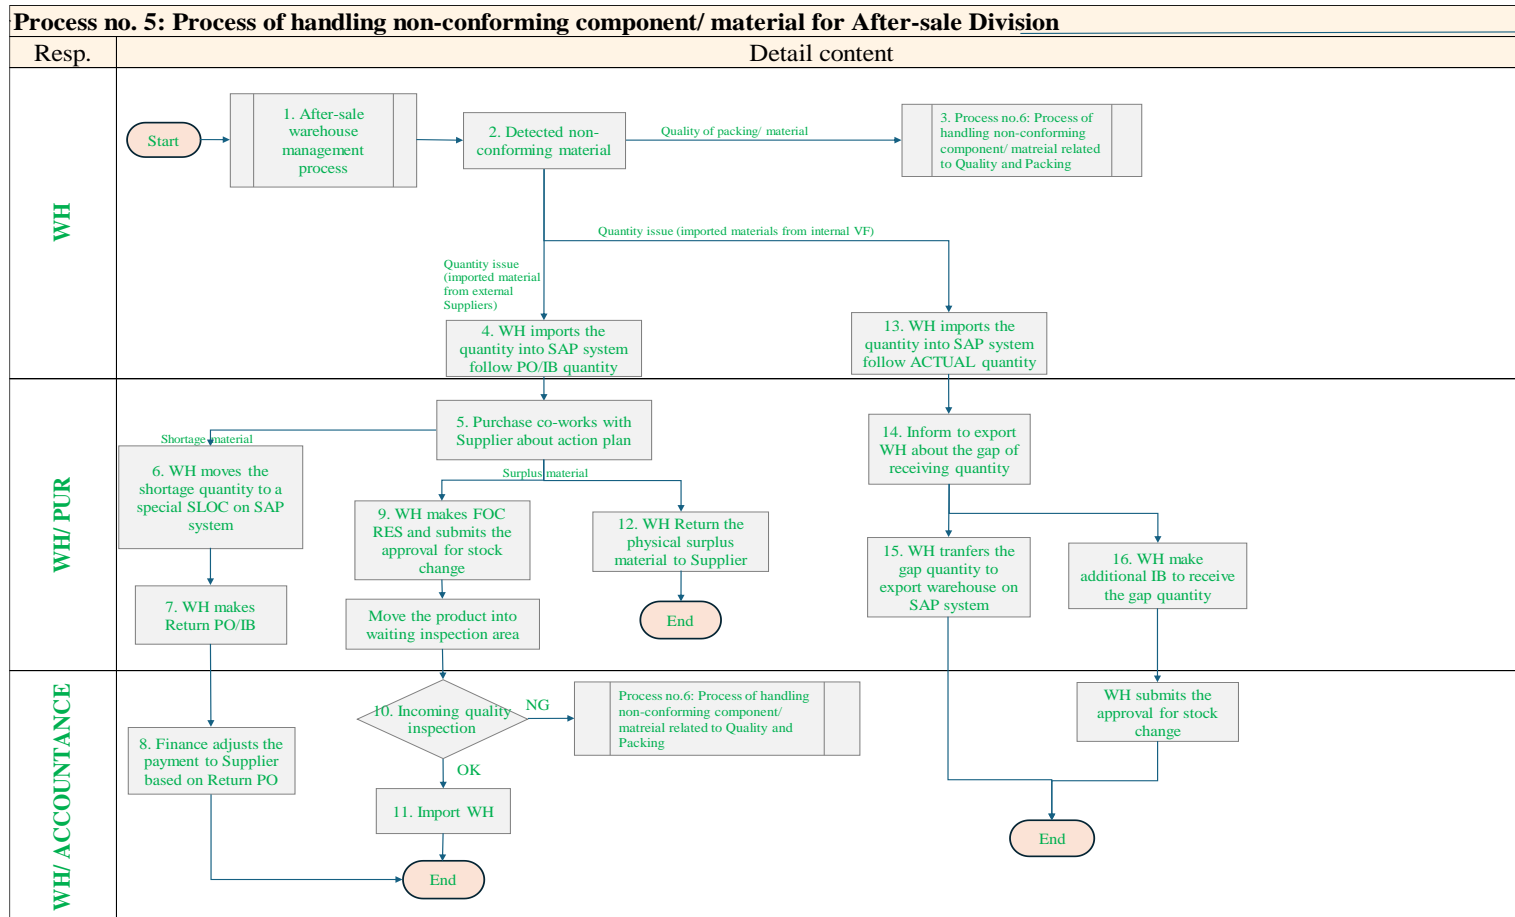 Process no. 5: Process of handling non-conforming component/ material for After-sale Division
Resp.
Detail content
WH
Start
1. After-sale
warehouse
management
process
2. Detected non-
conforming material
Quality of packing/ material
3. Process no.6: Process of
handling non-conforming
component/ matreial related
to Quality and Packing
Quantity issue (imported materials from internal VF)
Quantity issue
(imported material
from external
Suppliers)
4. WH imports the
quantity into SAP system
follow PO/IB quantity
13. WH imports the
quantity into SAP system
follow ACTUAL quantity
WH/ PUR
5. Purchase co-works with
Supplier about action plan
Shortage material
Surplus material
6. WH moves the
shortage quantity to a
special SLOC on SAP
system
7. WH makes
Return PO/IB
9. WH makes FOC
RES and submits the
approval for stock
change
Move the product into
waiting inspection area
12. WH Return the
physical surplus
material to Supplier
End
14. Inform to export
WH about the gap of
receiving quantity
15. WH tranfers the
gap quantity to
export warehouse on
SAP system
16. WH make
additional IB to receive
the gap quantity
WH/ ACCOUNTANCE
8. Finance adjusts the
payment to Supplier
based on Return PO
10. Incoming quality
inspection
NG
Process no.6: Process of handling
non-conforming component/
matreial related to Quality and
Packing
OK
11. Import WH
End
WH submits the
approval for stock
change
End